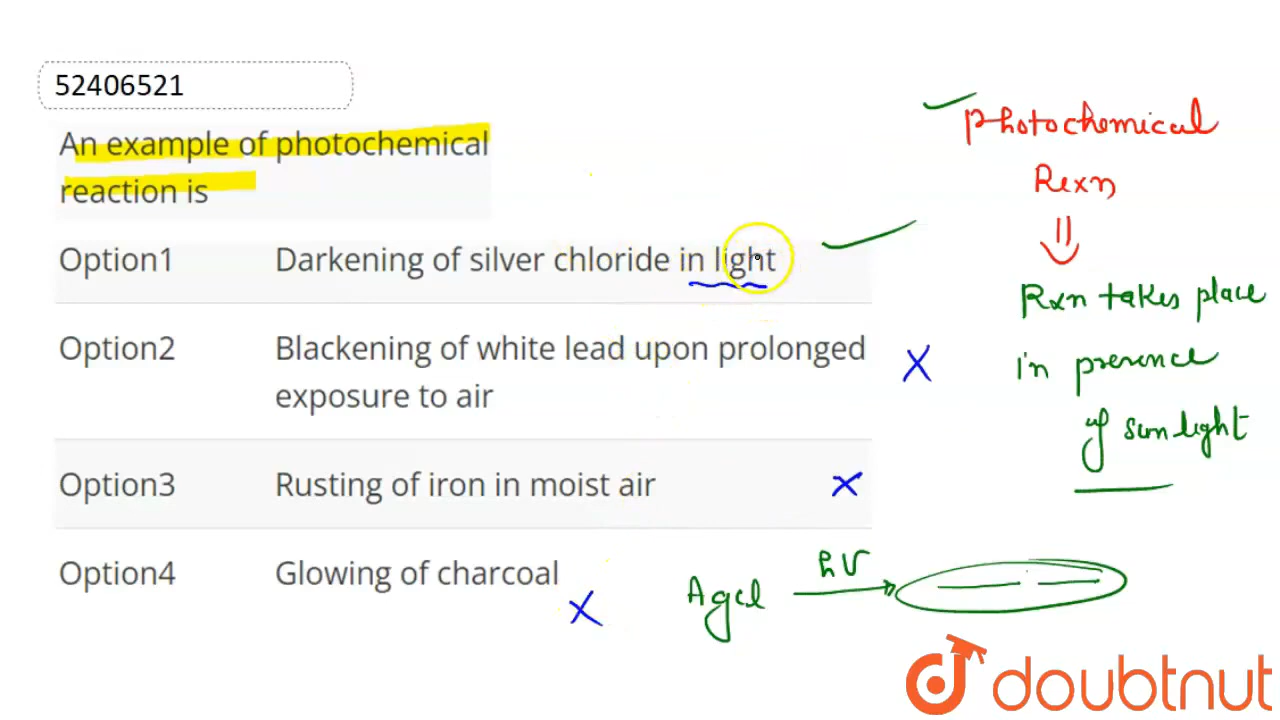 52406521
An example of photochemical
reaction is
Option1 Darkening of silver chloride in light
Option2 Blackening of white lead upon prolonged
exposure to air
Option3 Rusting of iron in moist air
Option4 Glowing of charcoal
Photochemical
Rexn
Rxn takes place
in presence
of sunlight
Agcl hν
doubtnut